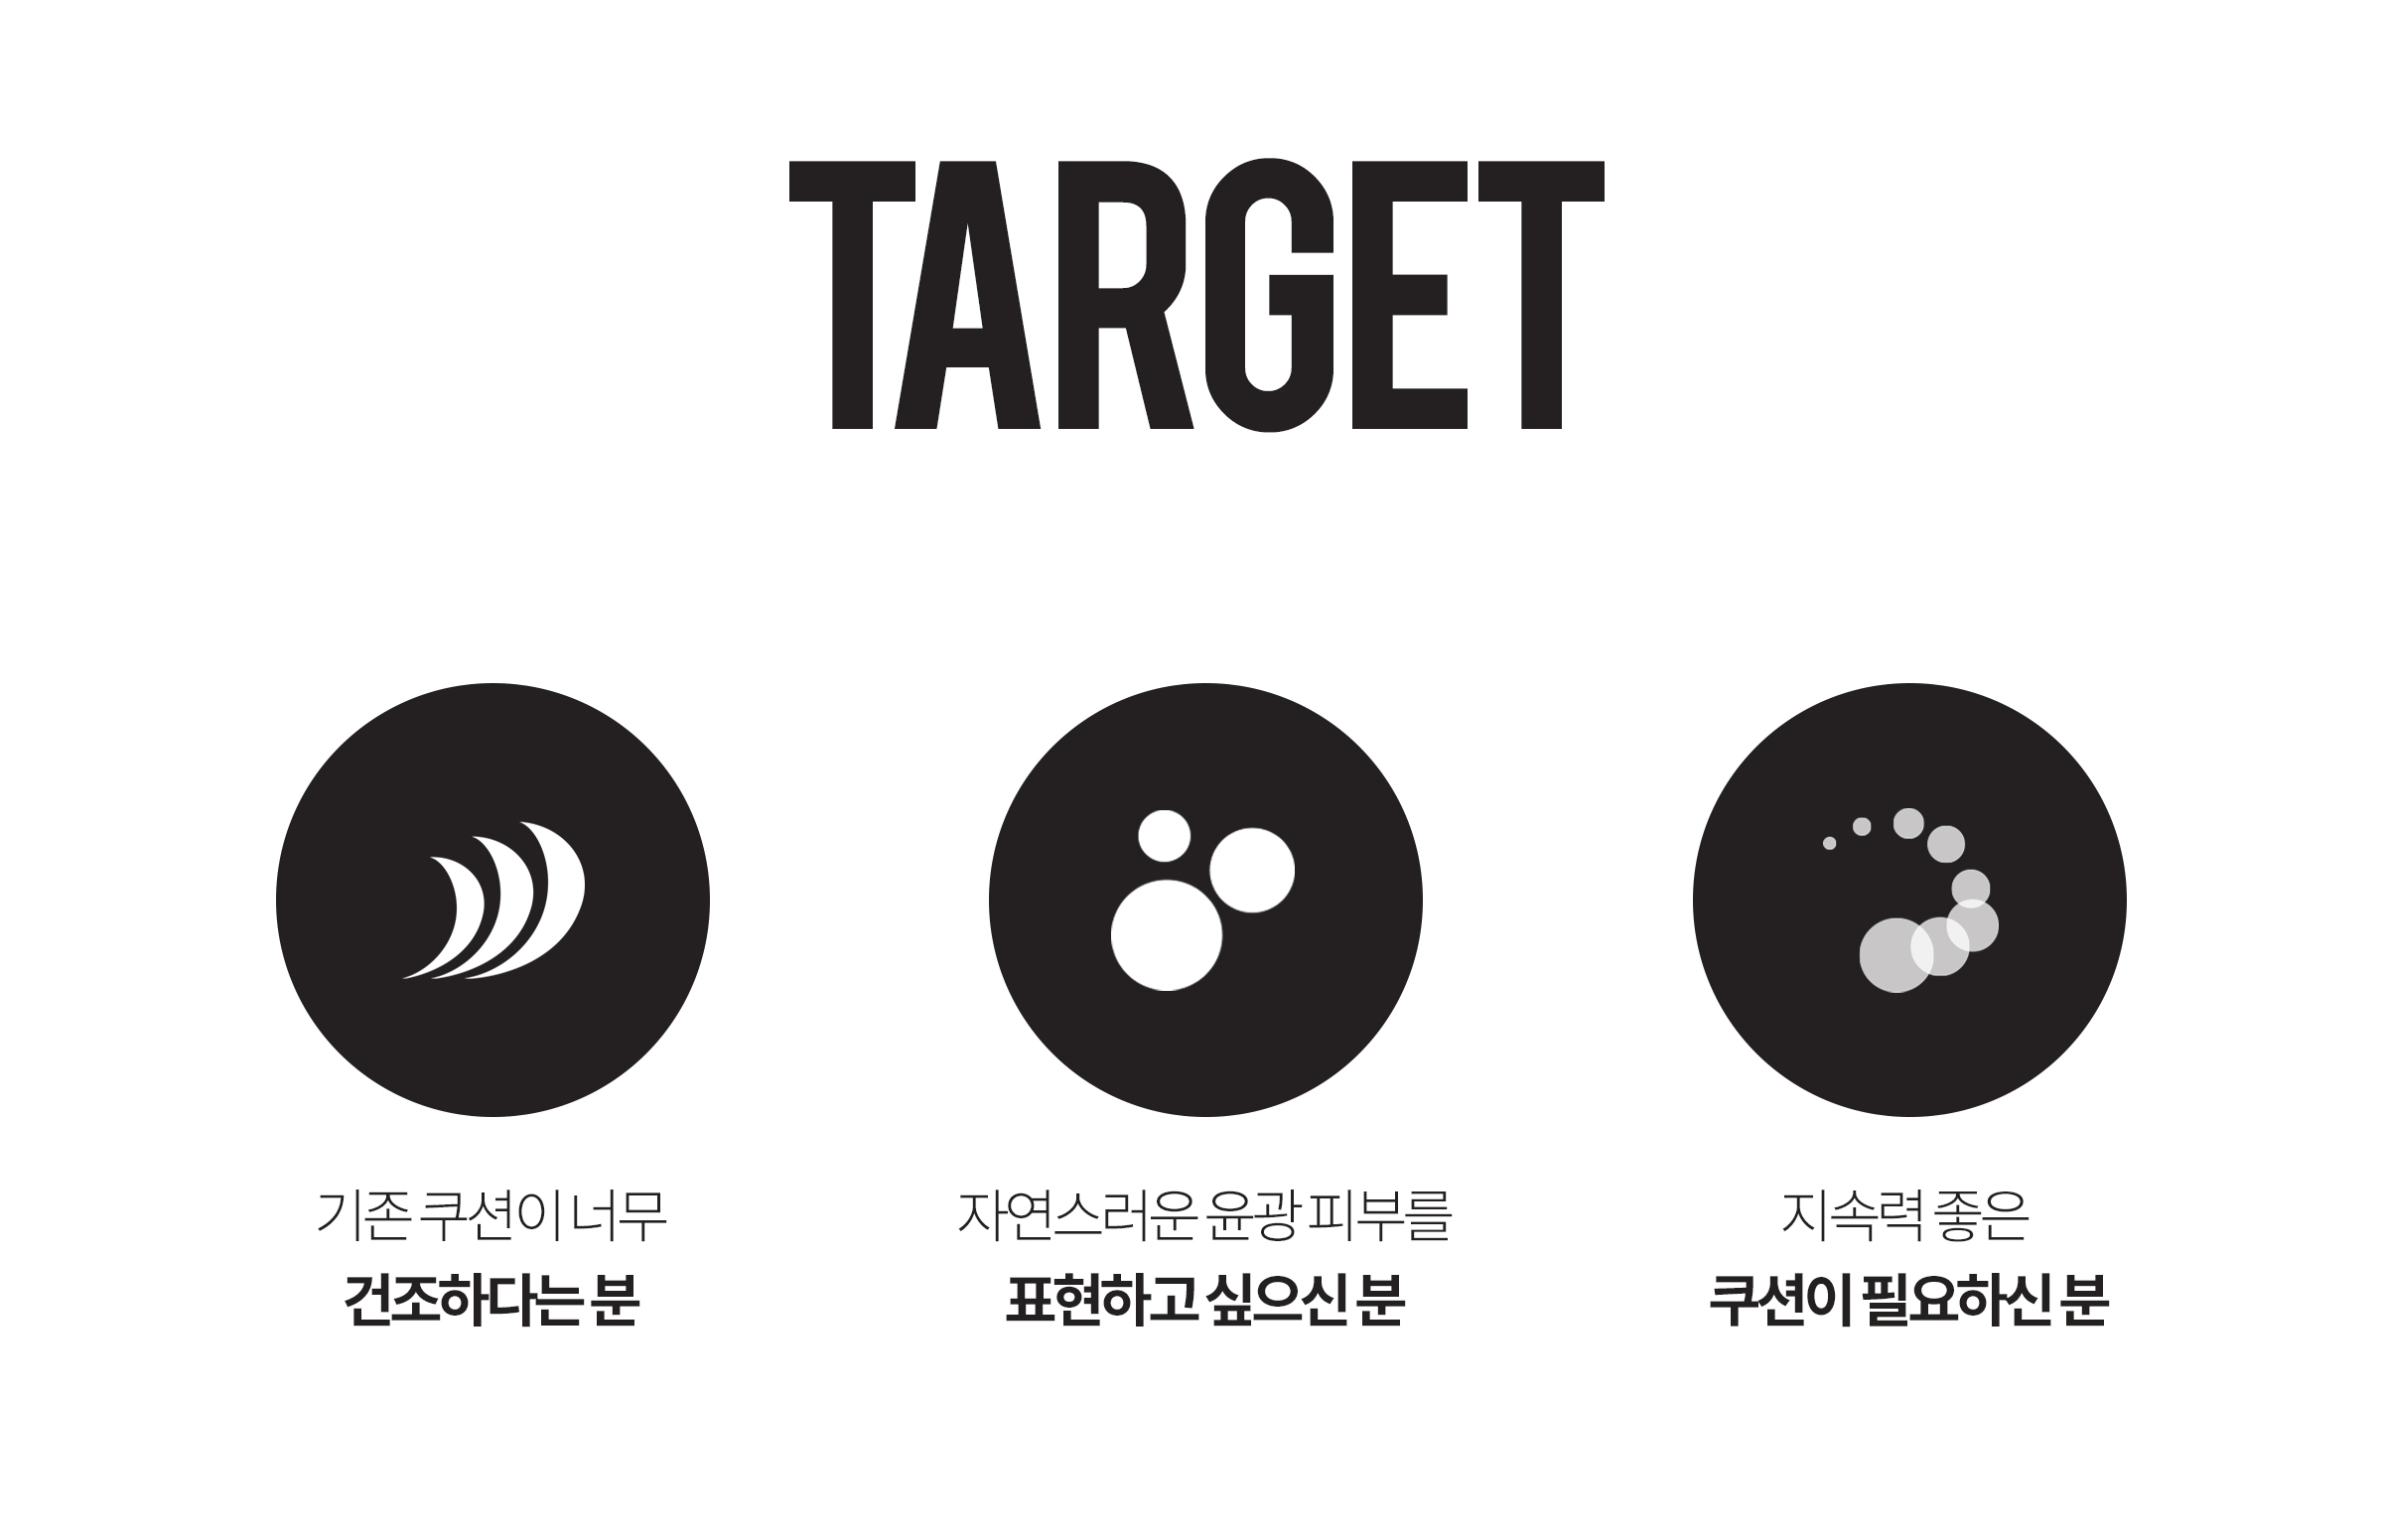 TARGET
기존 쿠션이 너무
건조하다는 분
자연스러운 윤광 피부를
표현하고 싶으신 분
지속력 좋은
쿠션이 필요하신 분